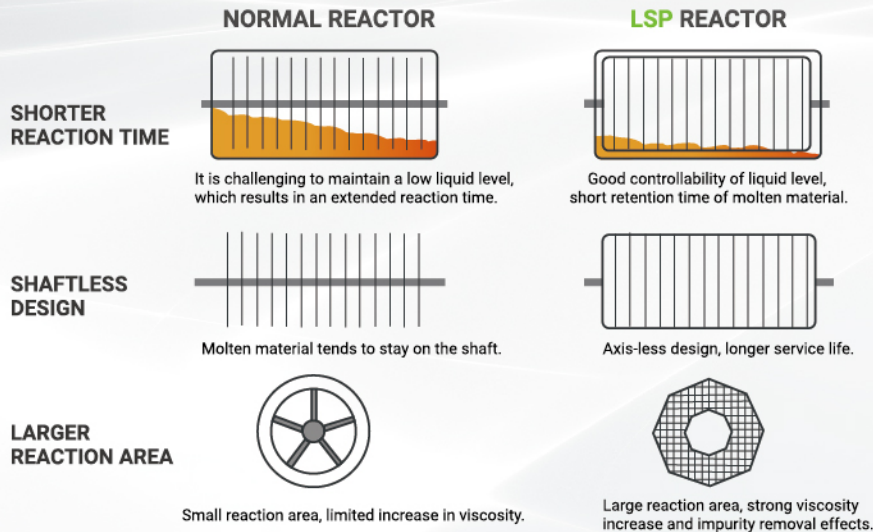 NORMAL REACTOR
LSP REACTOR
SHORTER
REACTION TIME
It is challenging to maintain a low liquid level,
which results in an extended reaction time.
Good controllability of liquid level,
short retention time of molten material.
SHAFTLESS
DESIGN
Molten material tends to stay on the shaft.
Axis-less design, longer service life.
LARGER
REACTION AREA
Small reaction area, limited increase in viscosity.
Large reaction area, strong viscosity
increase and impurity removal effects.